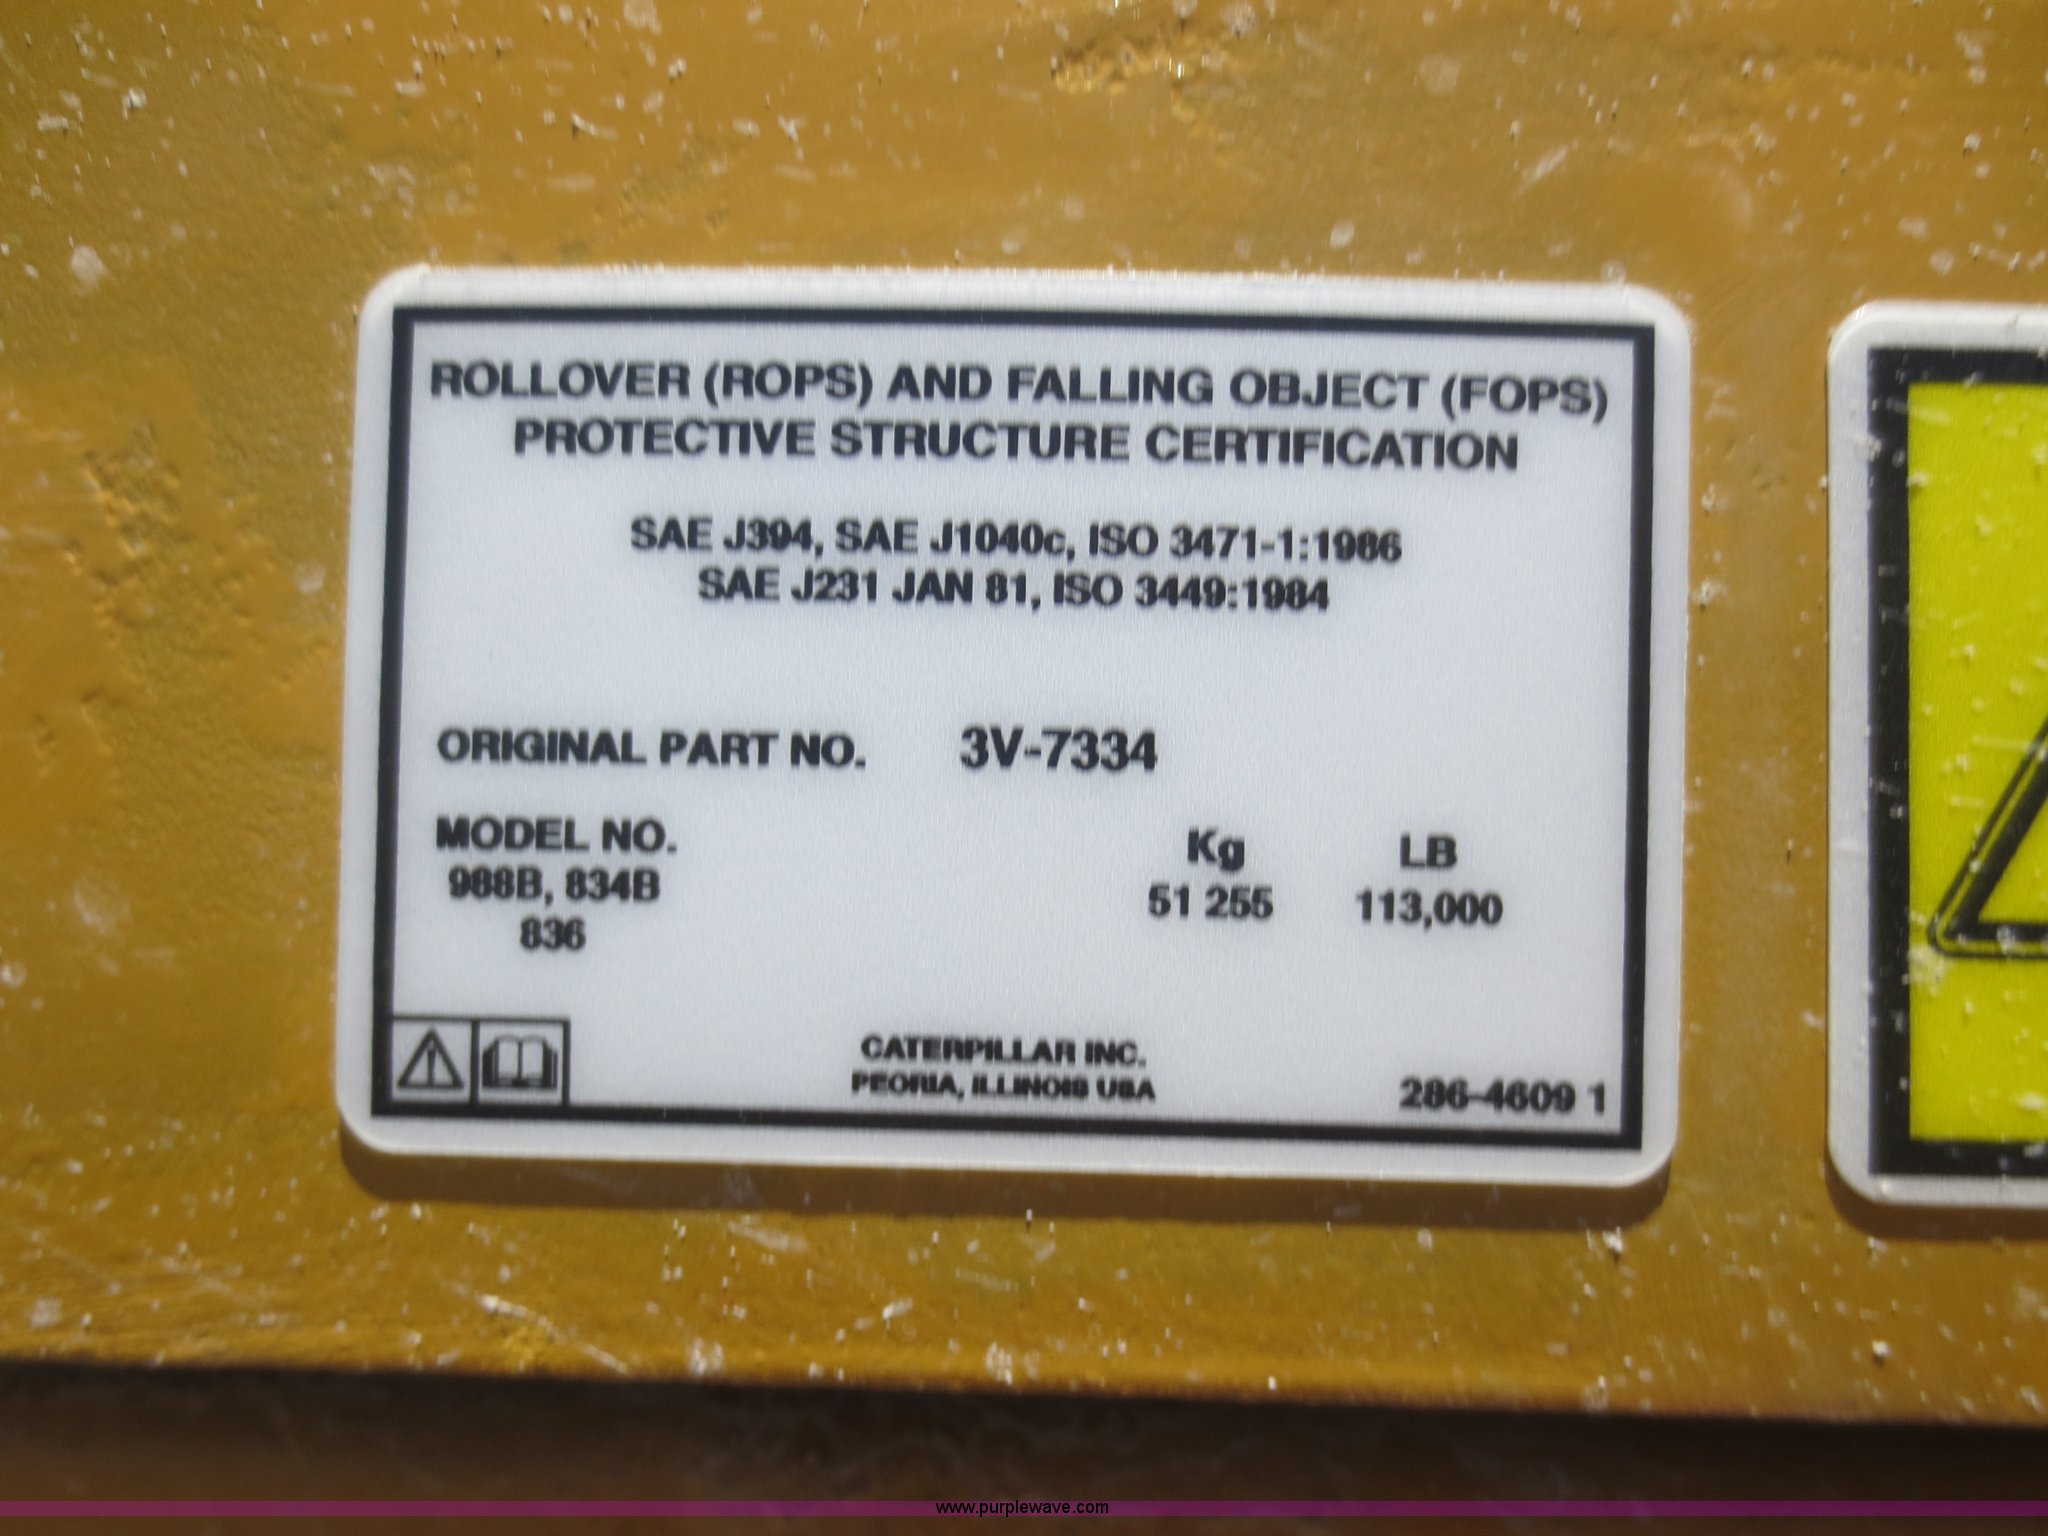 ROLLOVER (ROPS) AND FALLING OBJECT (FOPS)
PROTECTIVE STRUCTURE CERTIFICATION
SAE J394, SAE J1040c, ISO 3471-1:1986
SAE J231 JAN 81, ISO 3449:1984
ORIGINAL PART NO. 3V-7334
MODEL NO. Kg LB
988B, 834B 51 255 113,000
836
CATERPILLAR INC.
PEORIA, ILLINOIS USA
286-4609 1
www.purplewave.com